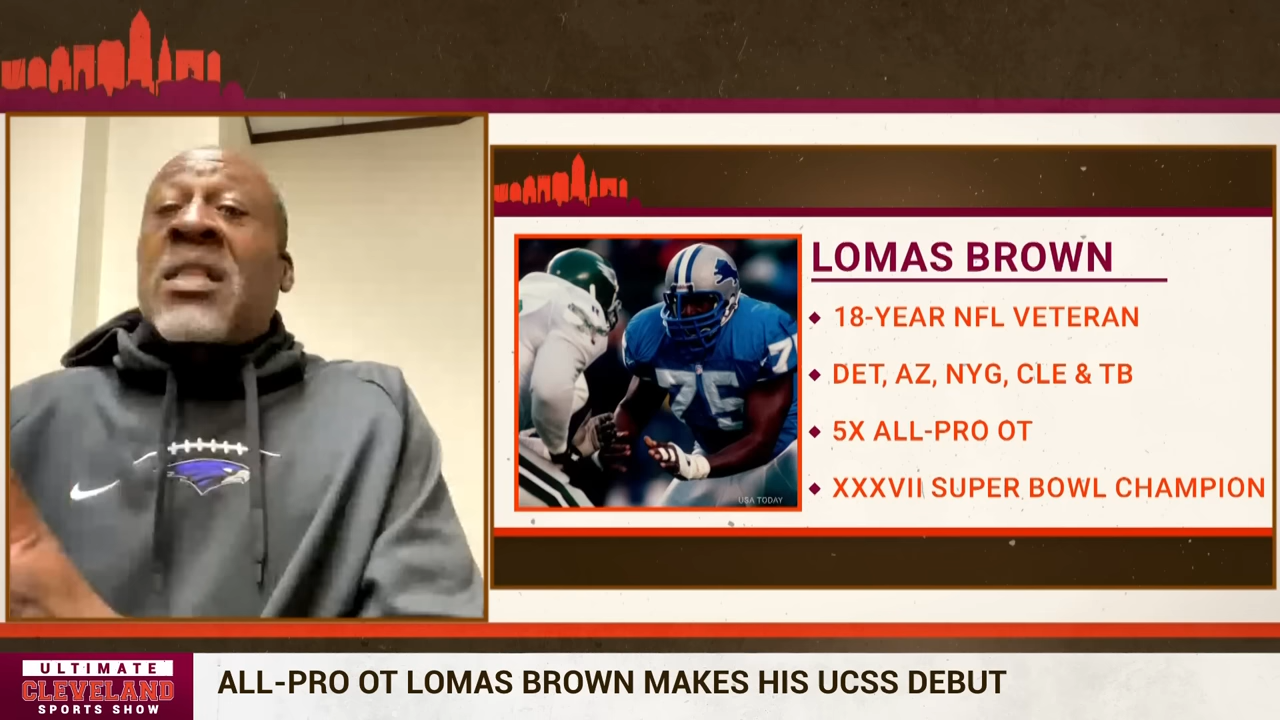 LOMAS BROWN
18-YEAR NFL VETERAN
DET, AZ, NYG, CLE & TB
5X ALL-PRO OT
XXXVII SUPER BOWL CHAMPION
75
7
USA TODAY
ULTIMATE
CLEVELAND
SPORTS SHOW
ALL-PRO OT LOMAS BROWN MAKES HIS UCSS DEBUT